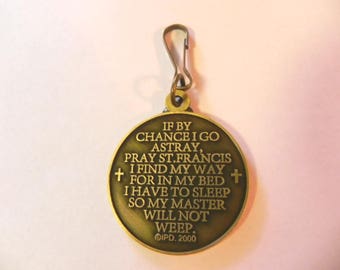 IF BY
CHANCE I GO
ASTRAY,
PRAY ST.FRANCIS
I FIND MY WAY
FOR IN MY BED
I HAVE TO SLEEP
SO MY MASTER
WILL NOT
WEEP.
©IPD. 2000